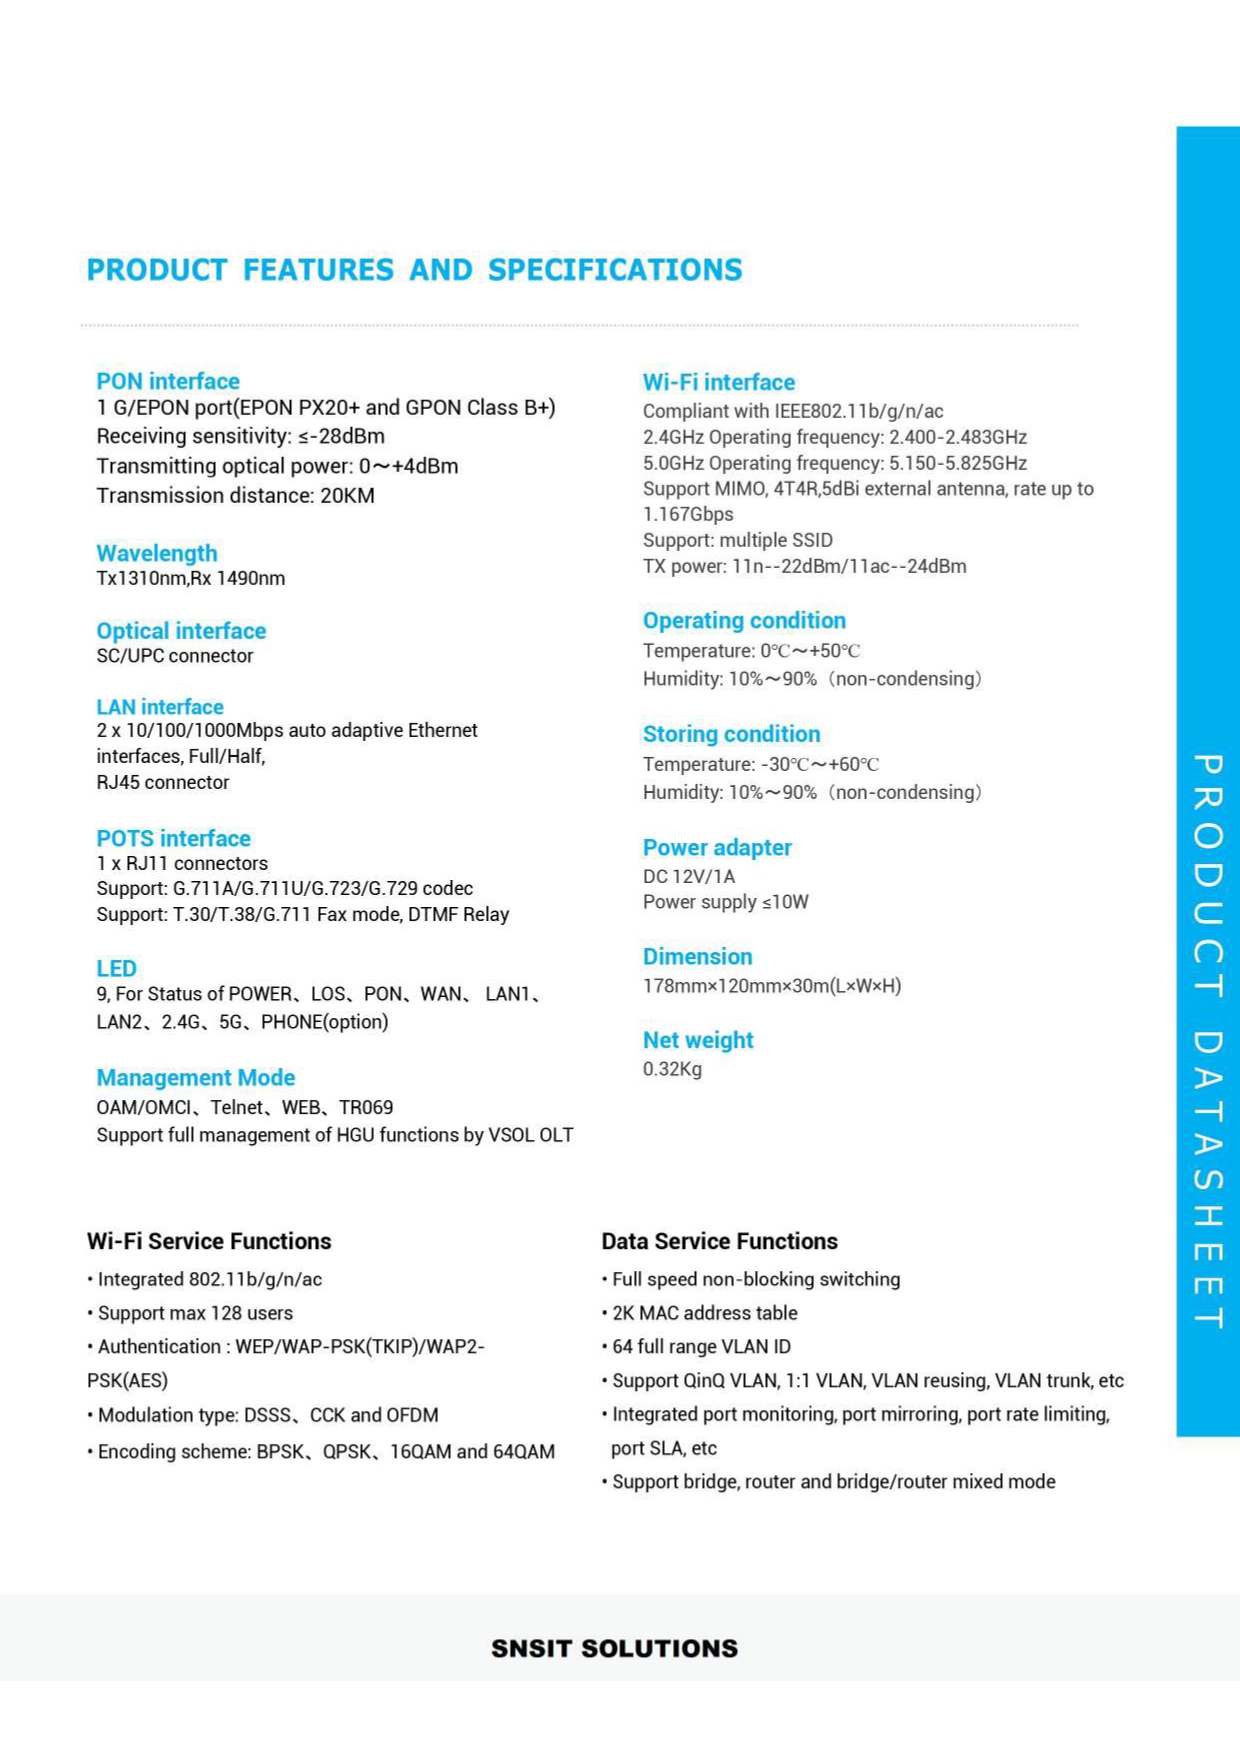 PRODUCT FEATURES AND SPECIFICATIONS
PON interface
1 G/EPON port(EPON PX20+ and GPON Class B+)
Receiving sensitivity: ≤-28dBm
Transmitting optical power: 0～+4dBm
Transmission distance: 20KM
Wavelength
Tx1310nm,Rx 1490nm
Optical interface
SC/UPC connector
LAN interface
2 x 10/100/1000Mbps auto adaptive Ethernet
interfaces, Full/Half,
RJ45 connector
POTS interface
1 x RJ11 connectors
Support: G.711A/G.711U/G.723/G.729 codec
Support: T.30/T.38/G.711 Fax mode, DTMF Relay
LED
9, For Status of POWER、LOS、PON、WAN、 LAN1、
LAN2、2.4G、5G、PHONE(option)
Management Mode
OAM/OMCI、Telnet、WEB、TR069
Support full management of HGU functions by VSOL OLT
Wi-Fi interface
Compliant with IEEE802.11b/g/n/ac
2.4GHz Operating frequency: 2.400-2.483GHz
5.0GHz Operating frequency: 5.150-5.825GHz
Support MIMO, 4T4R,5dBi external antenna, rate up to
1.167Gbps
Support: multiple SSID
TX power: 11n--22dBm/11ac--24dBm
Operating condition
Temperature: 0℃～+50℃
Humidity: 10%～90%（non-condensing）
Storing condition
Temperature: -30℃～+60℃
Humidity: 10%～90%（non-condensing）
Power adapter
DC 12V/1A
Power supply ≤10W
Dimension
178mm×120mm×30m(L×W×H)
Net weight
0.32Kg
Wi-Fi Service Functions
• Integrated 802.11b/g/n/ac
• Support max 128 users
• Authentication : WEP/WAP-PSK(TKIP)/WAP2-
PSK(AES)
• Modulation type: DSSS、CCK and OFDM
• Encoding scheme: BPSK、QPSK、16QAM and 64QAM
Data Service Functions
• Full speed non-blocking switching
• 2K MAC address table
• 64 full range VLAN ID
• Support QinQ VLAN, 1:1 VLAN, VLAN reusing, VLAN trunk, etc
• Integrated port monitoring, port mirroring, port rate limiting,
port SLA, etc
• Support bridge, router and bridge/router mixed mode
PRODUCT DATASHEET
SNSIT SOLUTIONS